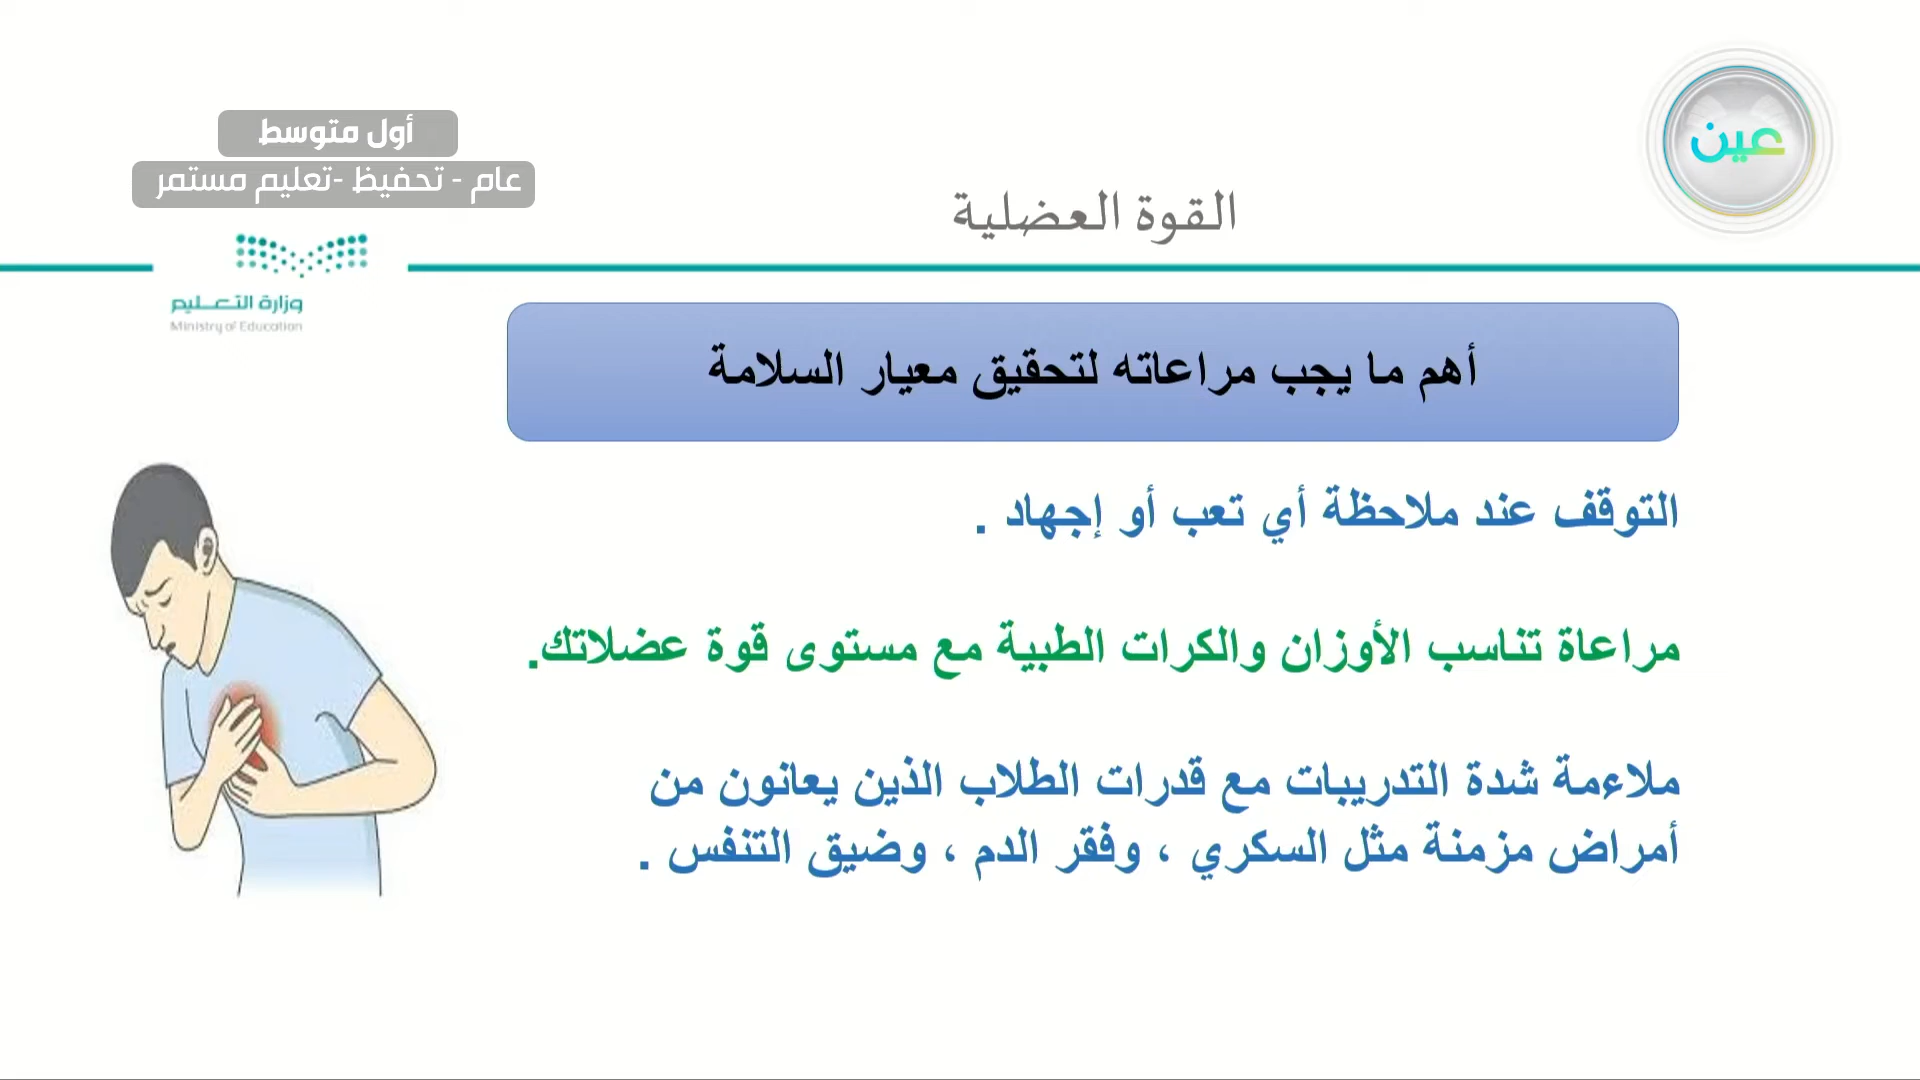 عين
أول متوسط
عام - تحفيظ -تعليم مستمر
القوة العضلية
وزارة التعليم
Ministry of Education
أهم ما يجب مراعاته لتحقيق معيار السلامة
التوقف عند ملاحظة أي تعب أو إجهاد .
مراعاة تناسب الأوزان والكرات الطبية مع مستوى قوة عضلاتك.
ملاءمة شدة التدريبات مع قدرات الطلاب الذين يعانون من
أمراض مزمنة مثل السكري ، وفقر الدم ، وضيق التنفس .